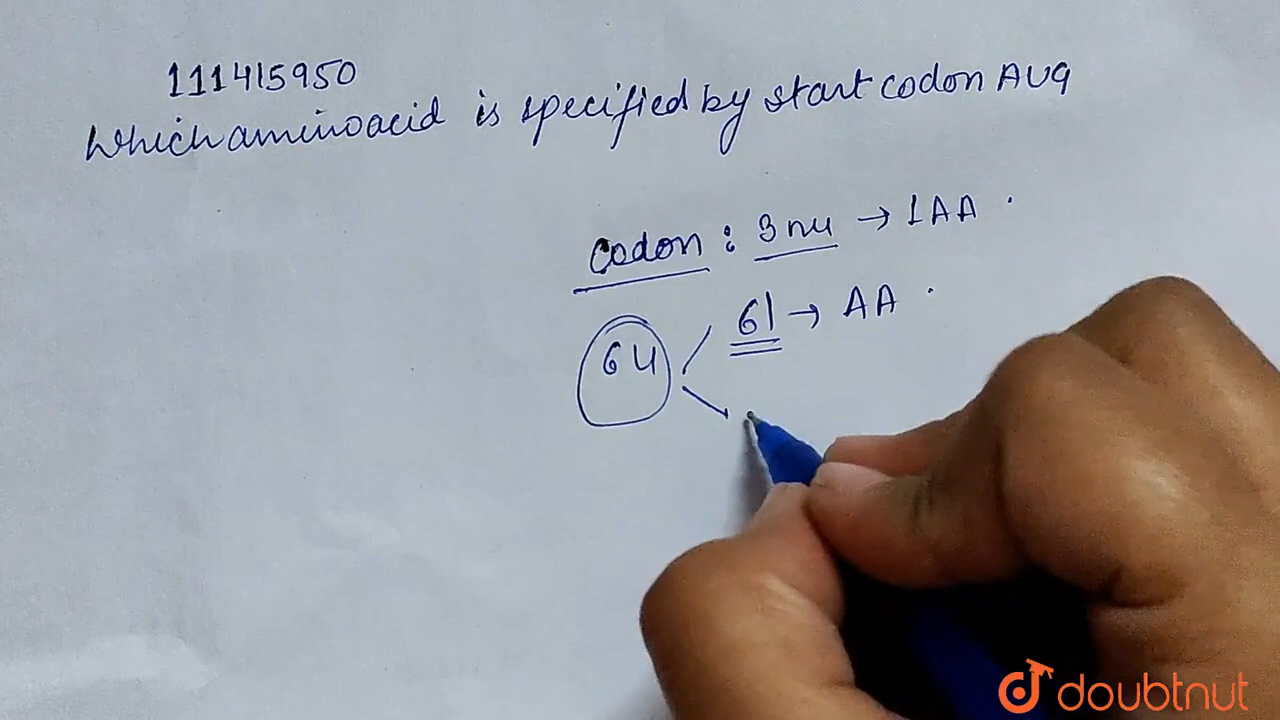 111415950
Which aminoacid is specified by start codon AUG
Codon : 3 nu → 1 AA .
64 61 → AA .
doubtnut